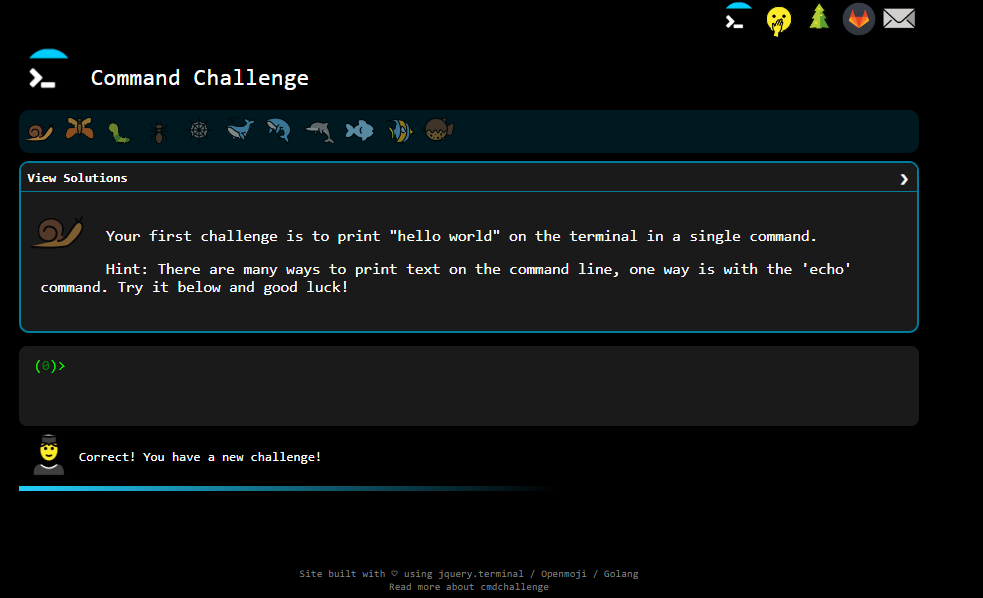 Command Challenge
View Solutions
Your first challenge is to print "hello world" on the terminal in a single command.
Hint: There are many ways to print text on the command line, one way is with the 'echo'
command. Try it below and good luck!
(0)>
Correct! You have a new challenge!
Site built with ♡ using jquery.terminal / Openmoji / Golang
Read more about cmdchallenge